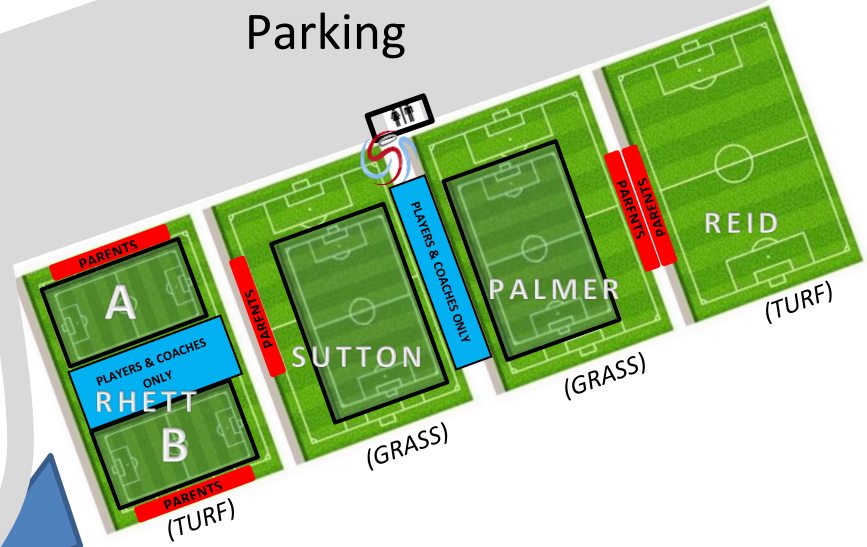 Parking
PARENTS
A
PLAYERS & COACHES
ONLY
RHETT
B
PARENTS
(TURF)
PARENTS
SUTTON
(GRASS)
PLAYERS & COACHES ONLY
PALMER
(GRASS)
PARENTS
PARENTS
REID
(TURF)